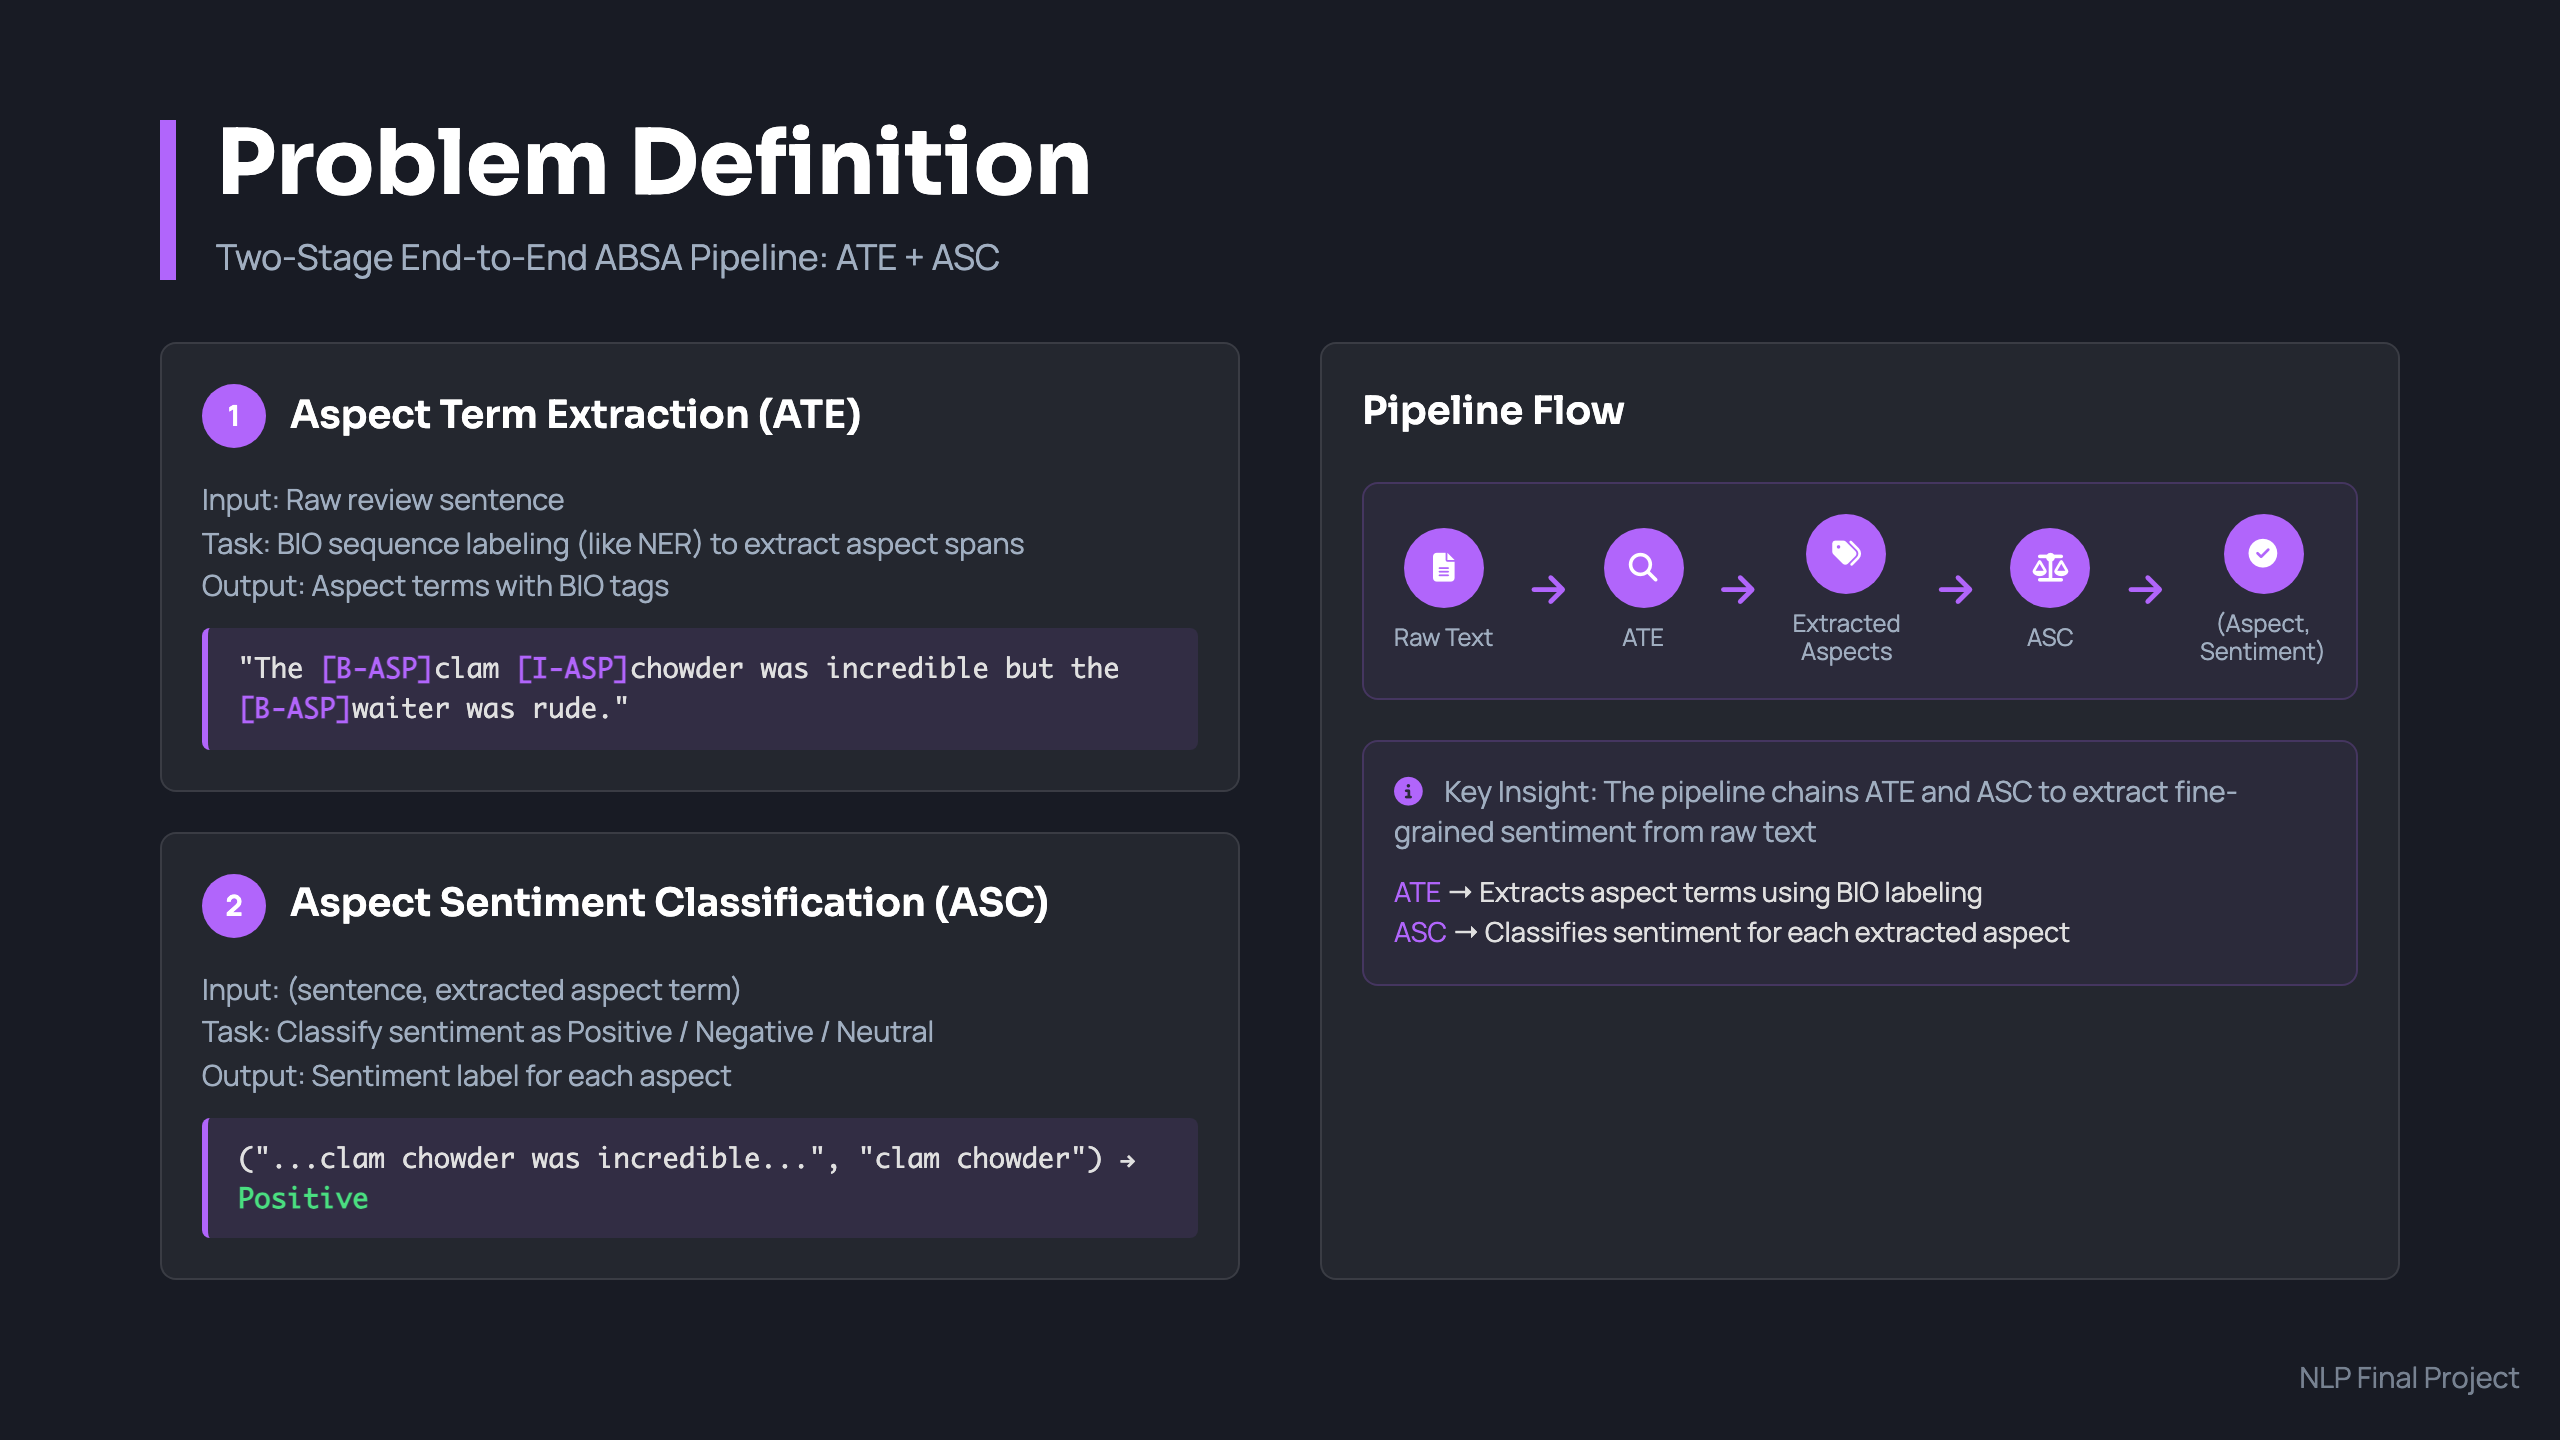 Problem Definition
Two-Stage End-to-End ABSA Pipeline: ATE + ASC
1
Aspect Term Extraction (ATE)
Input: Raw review sentence
Task: BIO sequence labeling (like NER) to extract aspect spans
Output: Aspect terms with BIO tags
"The [B-ASP]clam [I-ASP]chowder was incredible but the
[B-ASP]waiter was rude."
2
Aspect Sentiment Classification (ASC)
Input: (sentence, extracted aspect term)
Task: Classify sentiment as Positive / Negative / Neutral
Output: Sentiment label for each aspect
("...clam chowder was incredible...", "clam chowder") →
Positive
Pipeline Flow
Raw Text
ATE
Extracted
Aspects
ASC
(Aspect,
Sentiment)
Key Insight: The pipeline chains ATE and ASC to extract fine-
grained sentiment from raw text
ATE → Extracts aspect terms using BIO labeling
ASC → Classifies sentiment for each extracted aspect
NLP Final Project